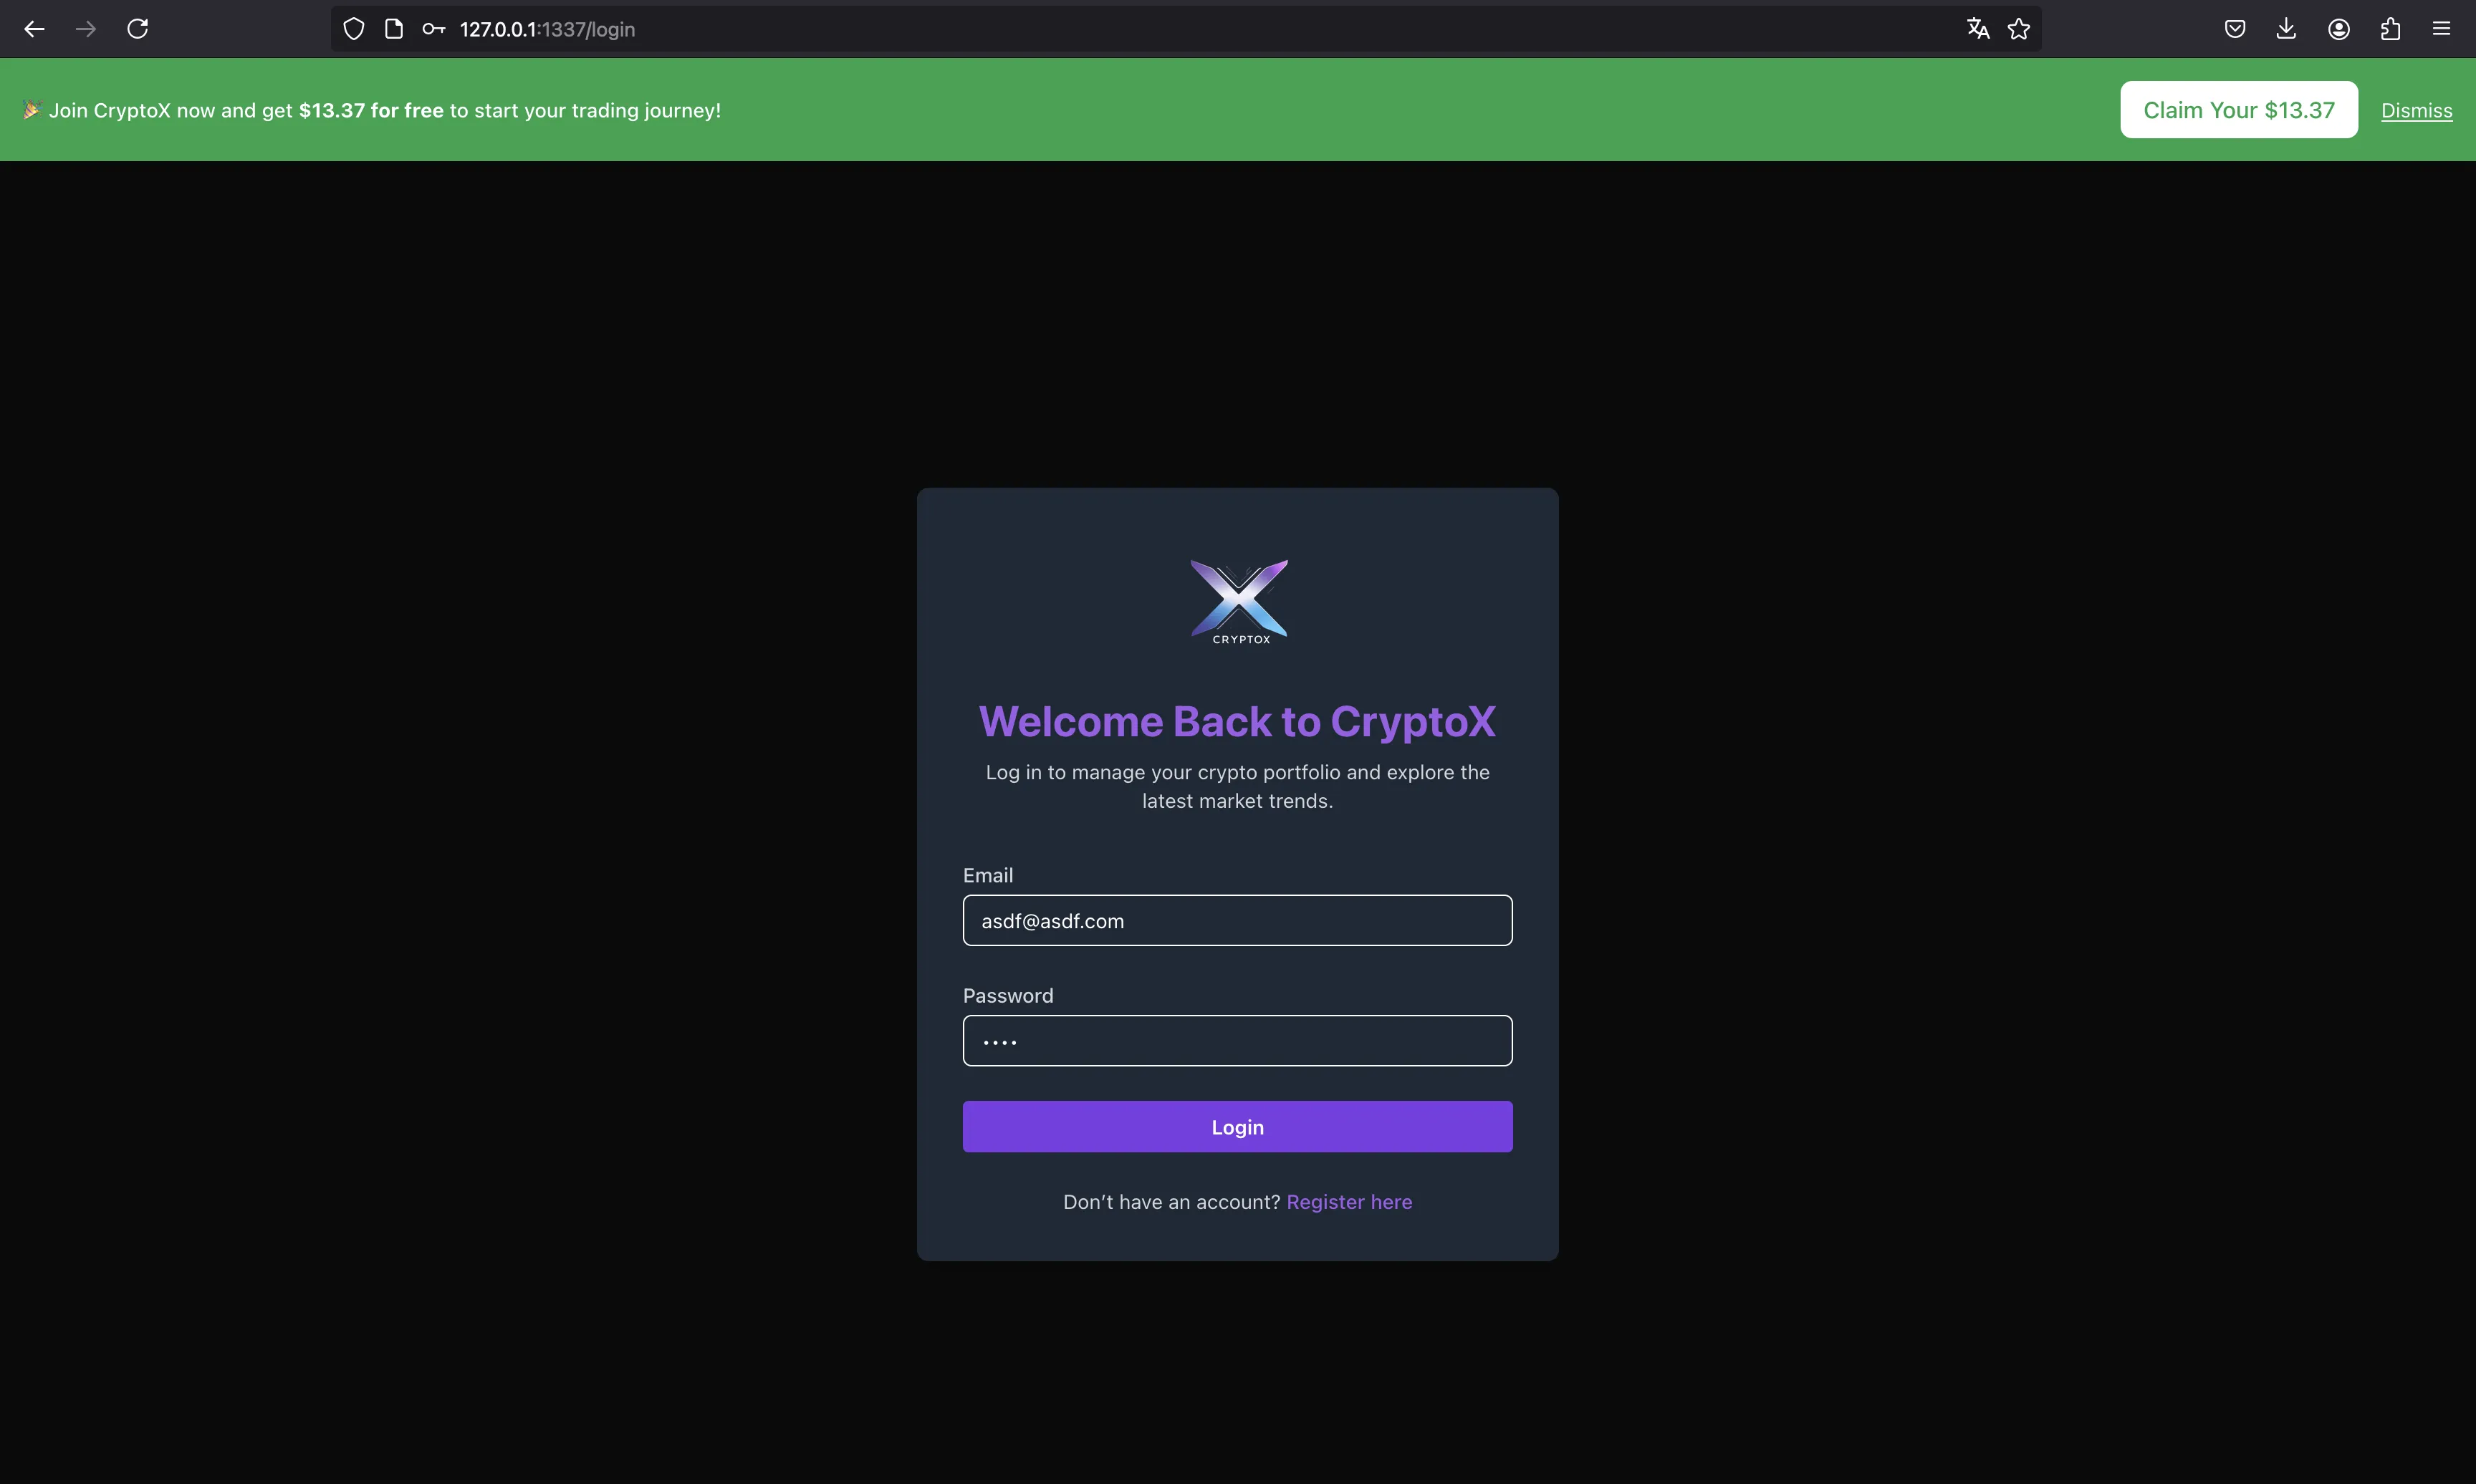 127.0.0.1:1337/login
🎉 Join CryptoX now and get $13.37 for free to start your trading journey!
Claim Your $13.37
Dismiss
CRYPTOX
Welcome Back to CryptoX
Log in to manage your crypto portfolio and explore the
latest market trends.
Email
asdf@asdf.com
Password
••••
Login
Don’t have an account? Register here